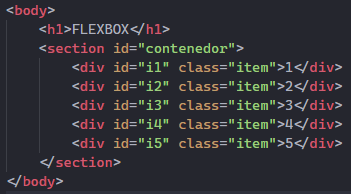 <body>
    <h1>FLEXBOX</h1>
    <section id="contenedor">
        <div id="i1" class="item">1</div>
        <div id="i2" class="item">2</div>
        <div id="i3" class="item">3</div>
        <div id="i4" class="item">4</div>
        <div id="i5" class="item">5</div>
    </section>
</body>